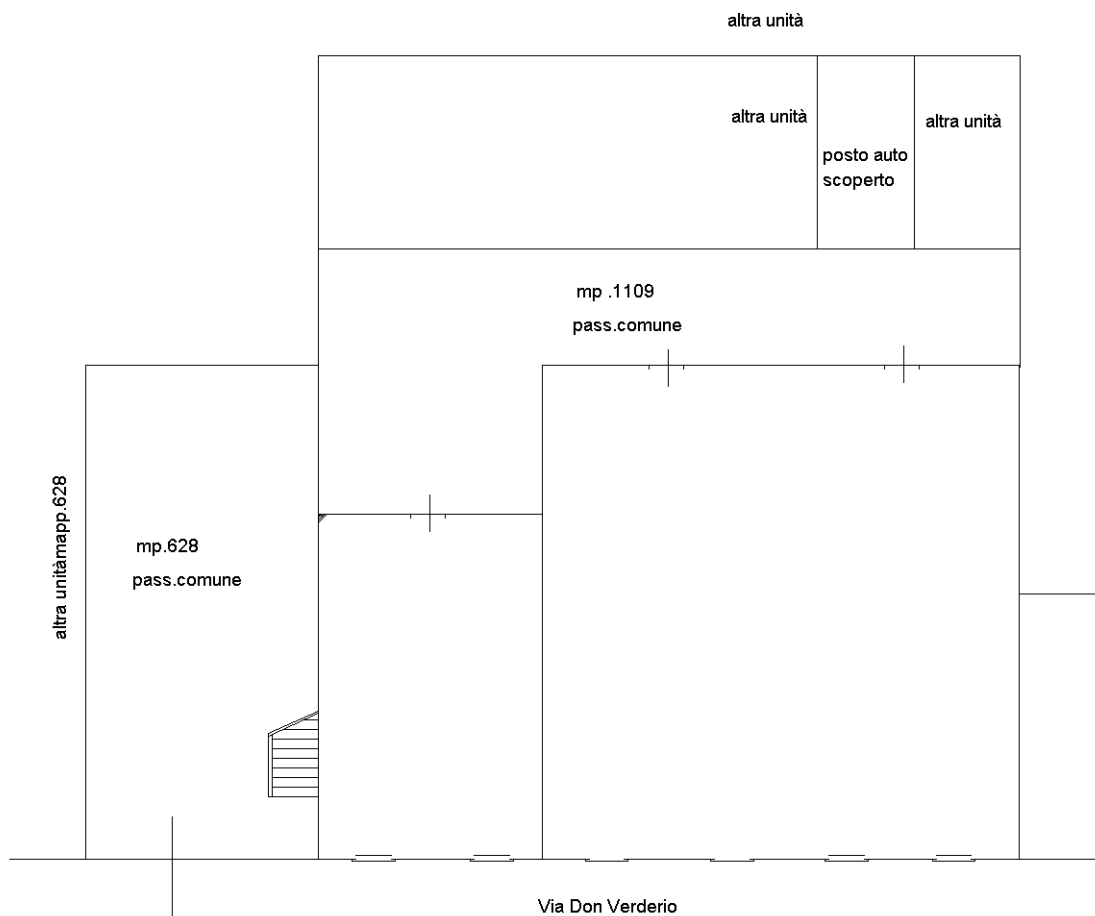 altra unità
altra unità
altra unità
posto auto
scoperto
mp .1109
pass.comune
altra unitàmapp.628
mp.628
pass.comune
Via Don Verderio